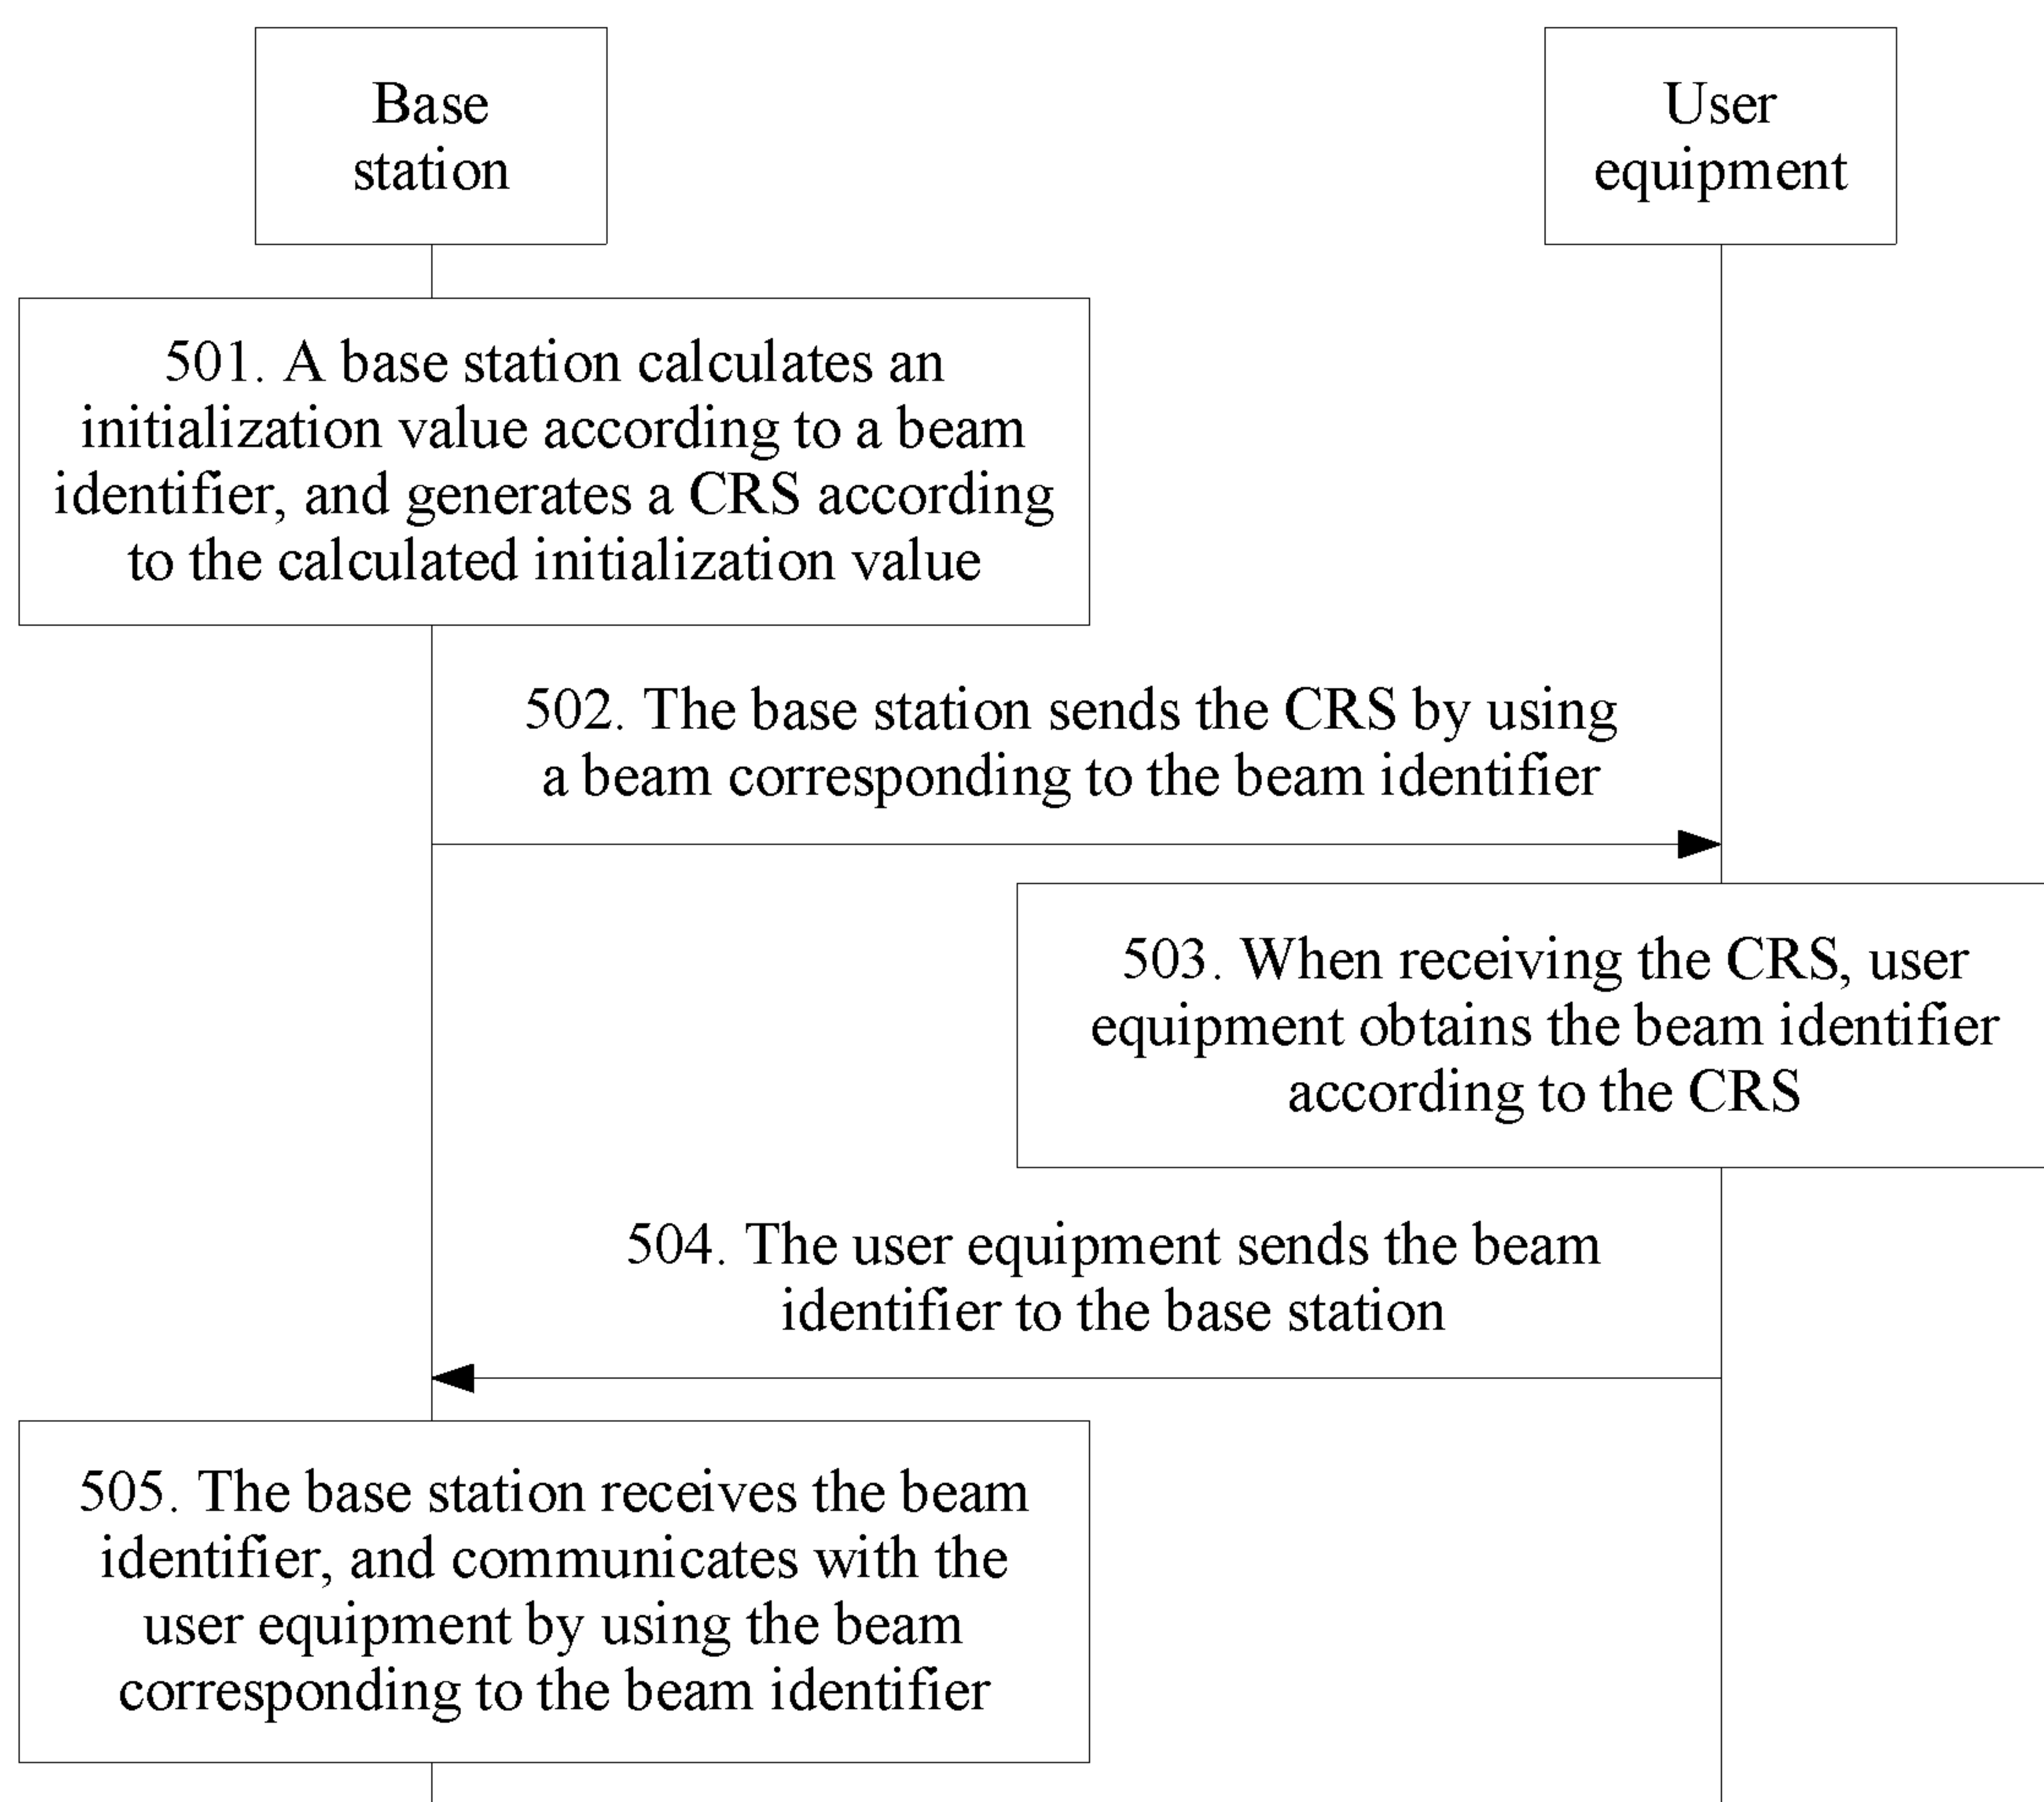 Base
station
User
equipment
501. A base station calculates an
initialization value according to a beam
identifier, and generates a CRS according
to the calculated initialization value
502. The base station sends the CRS by using
a beam corresponding to the beam identifier
503. When receiving the CRS, user
equipment obtains the beam identifier
according to the CRS
504. The user equipment sends the beam
identifier to the base station
505. The base station receives the beam
identifier, and communicates with the
user equipment by using the beam
corresponding to the beam identifier